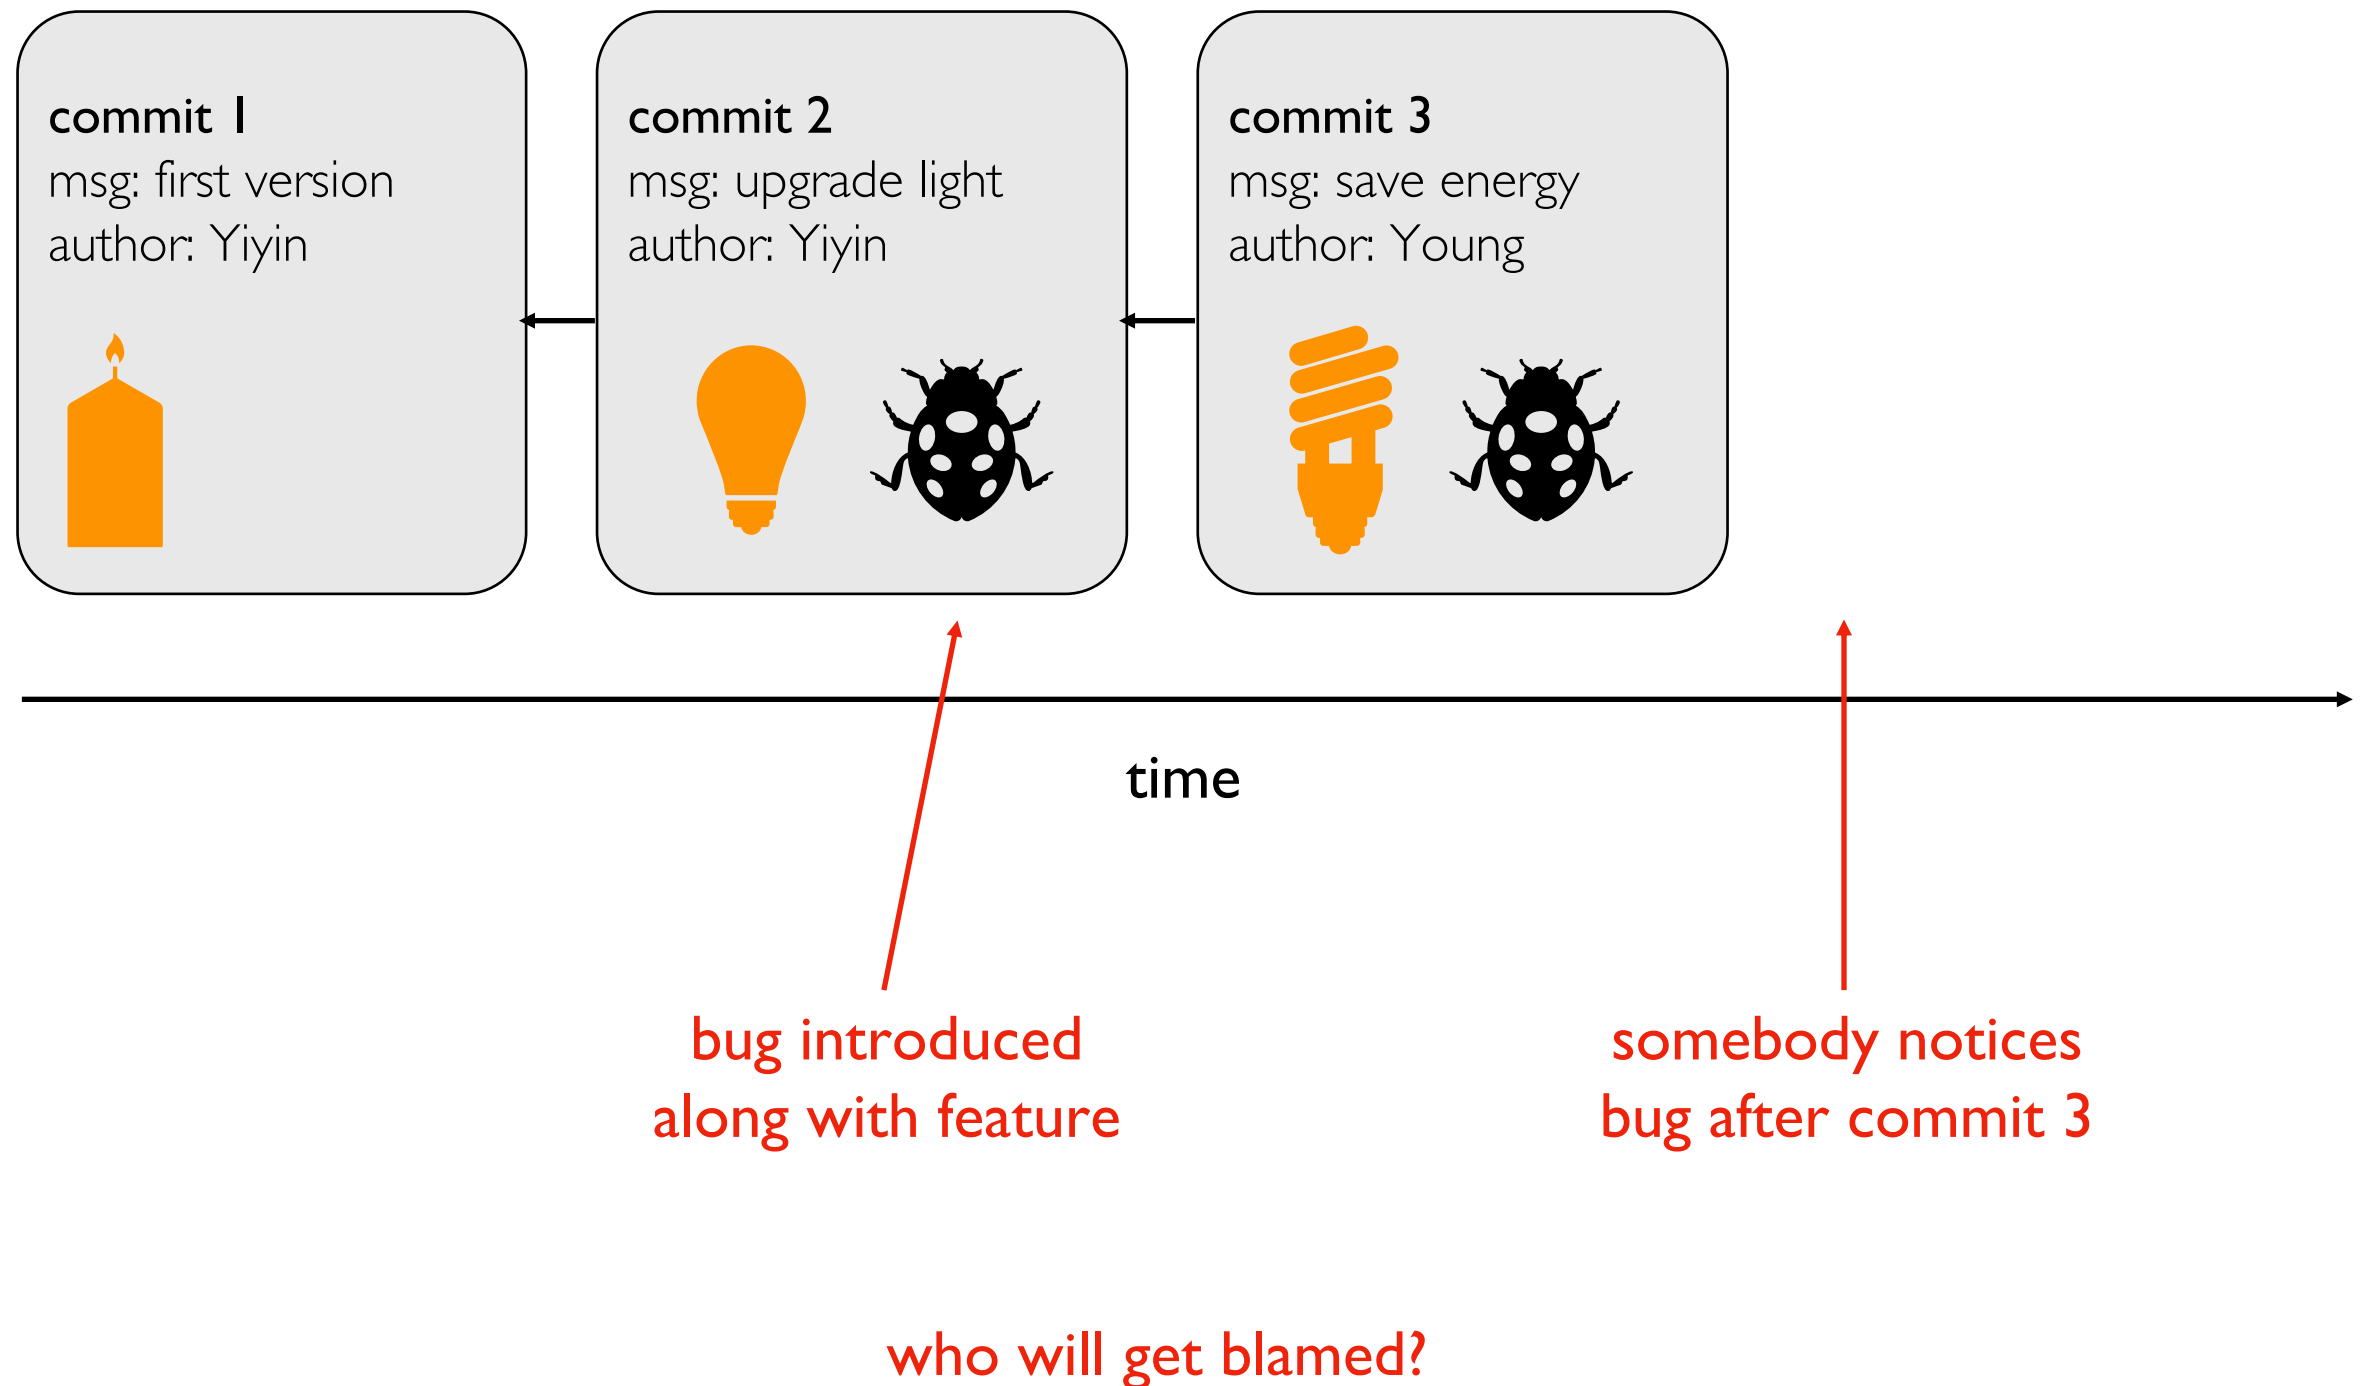 commit 1
msg: first version
author: Yiyin
commit 2
msg: upgrade light
author: Yiyin
commit 3
msg: save energy
author: Young
time
bug introduced
along with feature
somebody notices
bug after commit 3
who will get blamed?